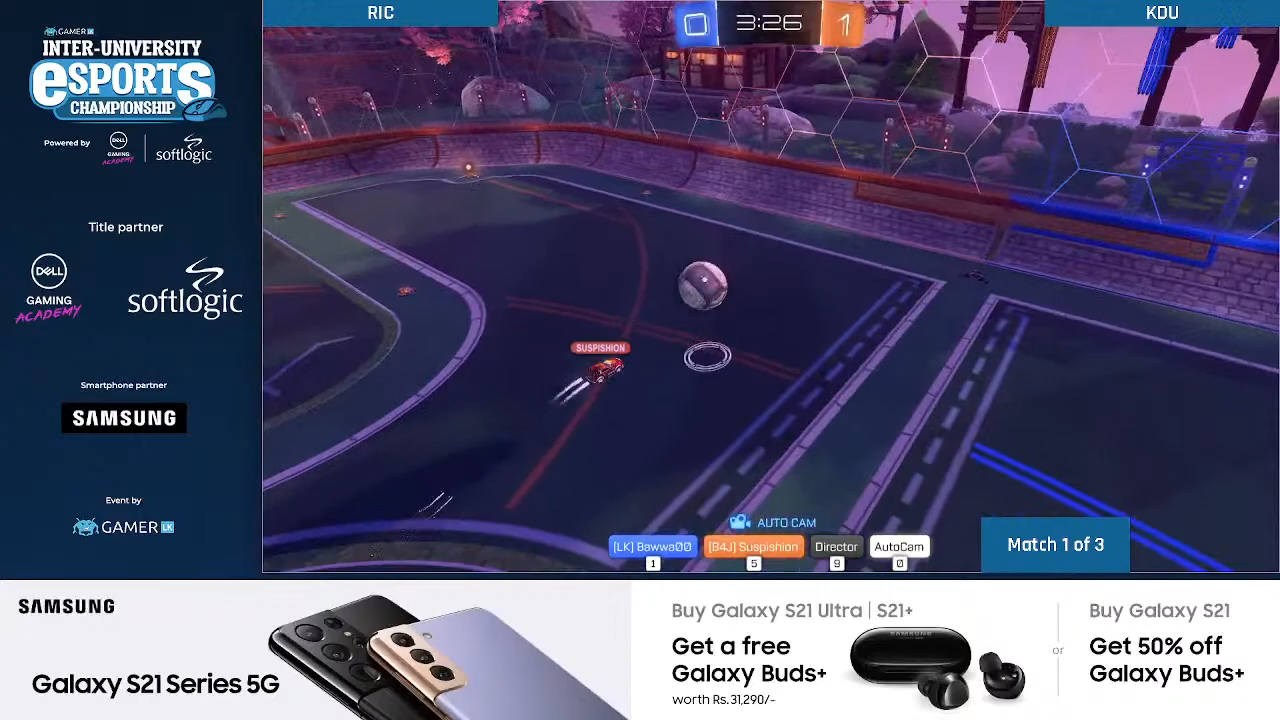 GAMER LK
INTER-UNIVERSITY
eSPORTS
CHAMPIONSHIP
Powered by
DELL
GAMING
ACADEMY
softlogic
Title partner
DELL
GAMING
ACADEMY
softlogic
Smartphone partner
SAMSUNG
Event by
GAMER LK
RIC
KDU
0 3:26 1
SUSPISHION
AUTO CAM
[LK] Bawwa00 [B4J] Suspishion Director AutoCam
1 5 9 0
Match 1 of 3
SAMSUNG
Galaxy S21 Series 5G
Buy Galaxy S21 Ultra | S21+
Get a free
Galaxy Buds+
worth Rs.31,290/-
SAMSUNG
or
Buy Galaxy S21
Get 50% off
Galaxy Buds+